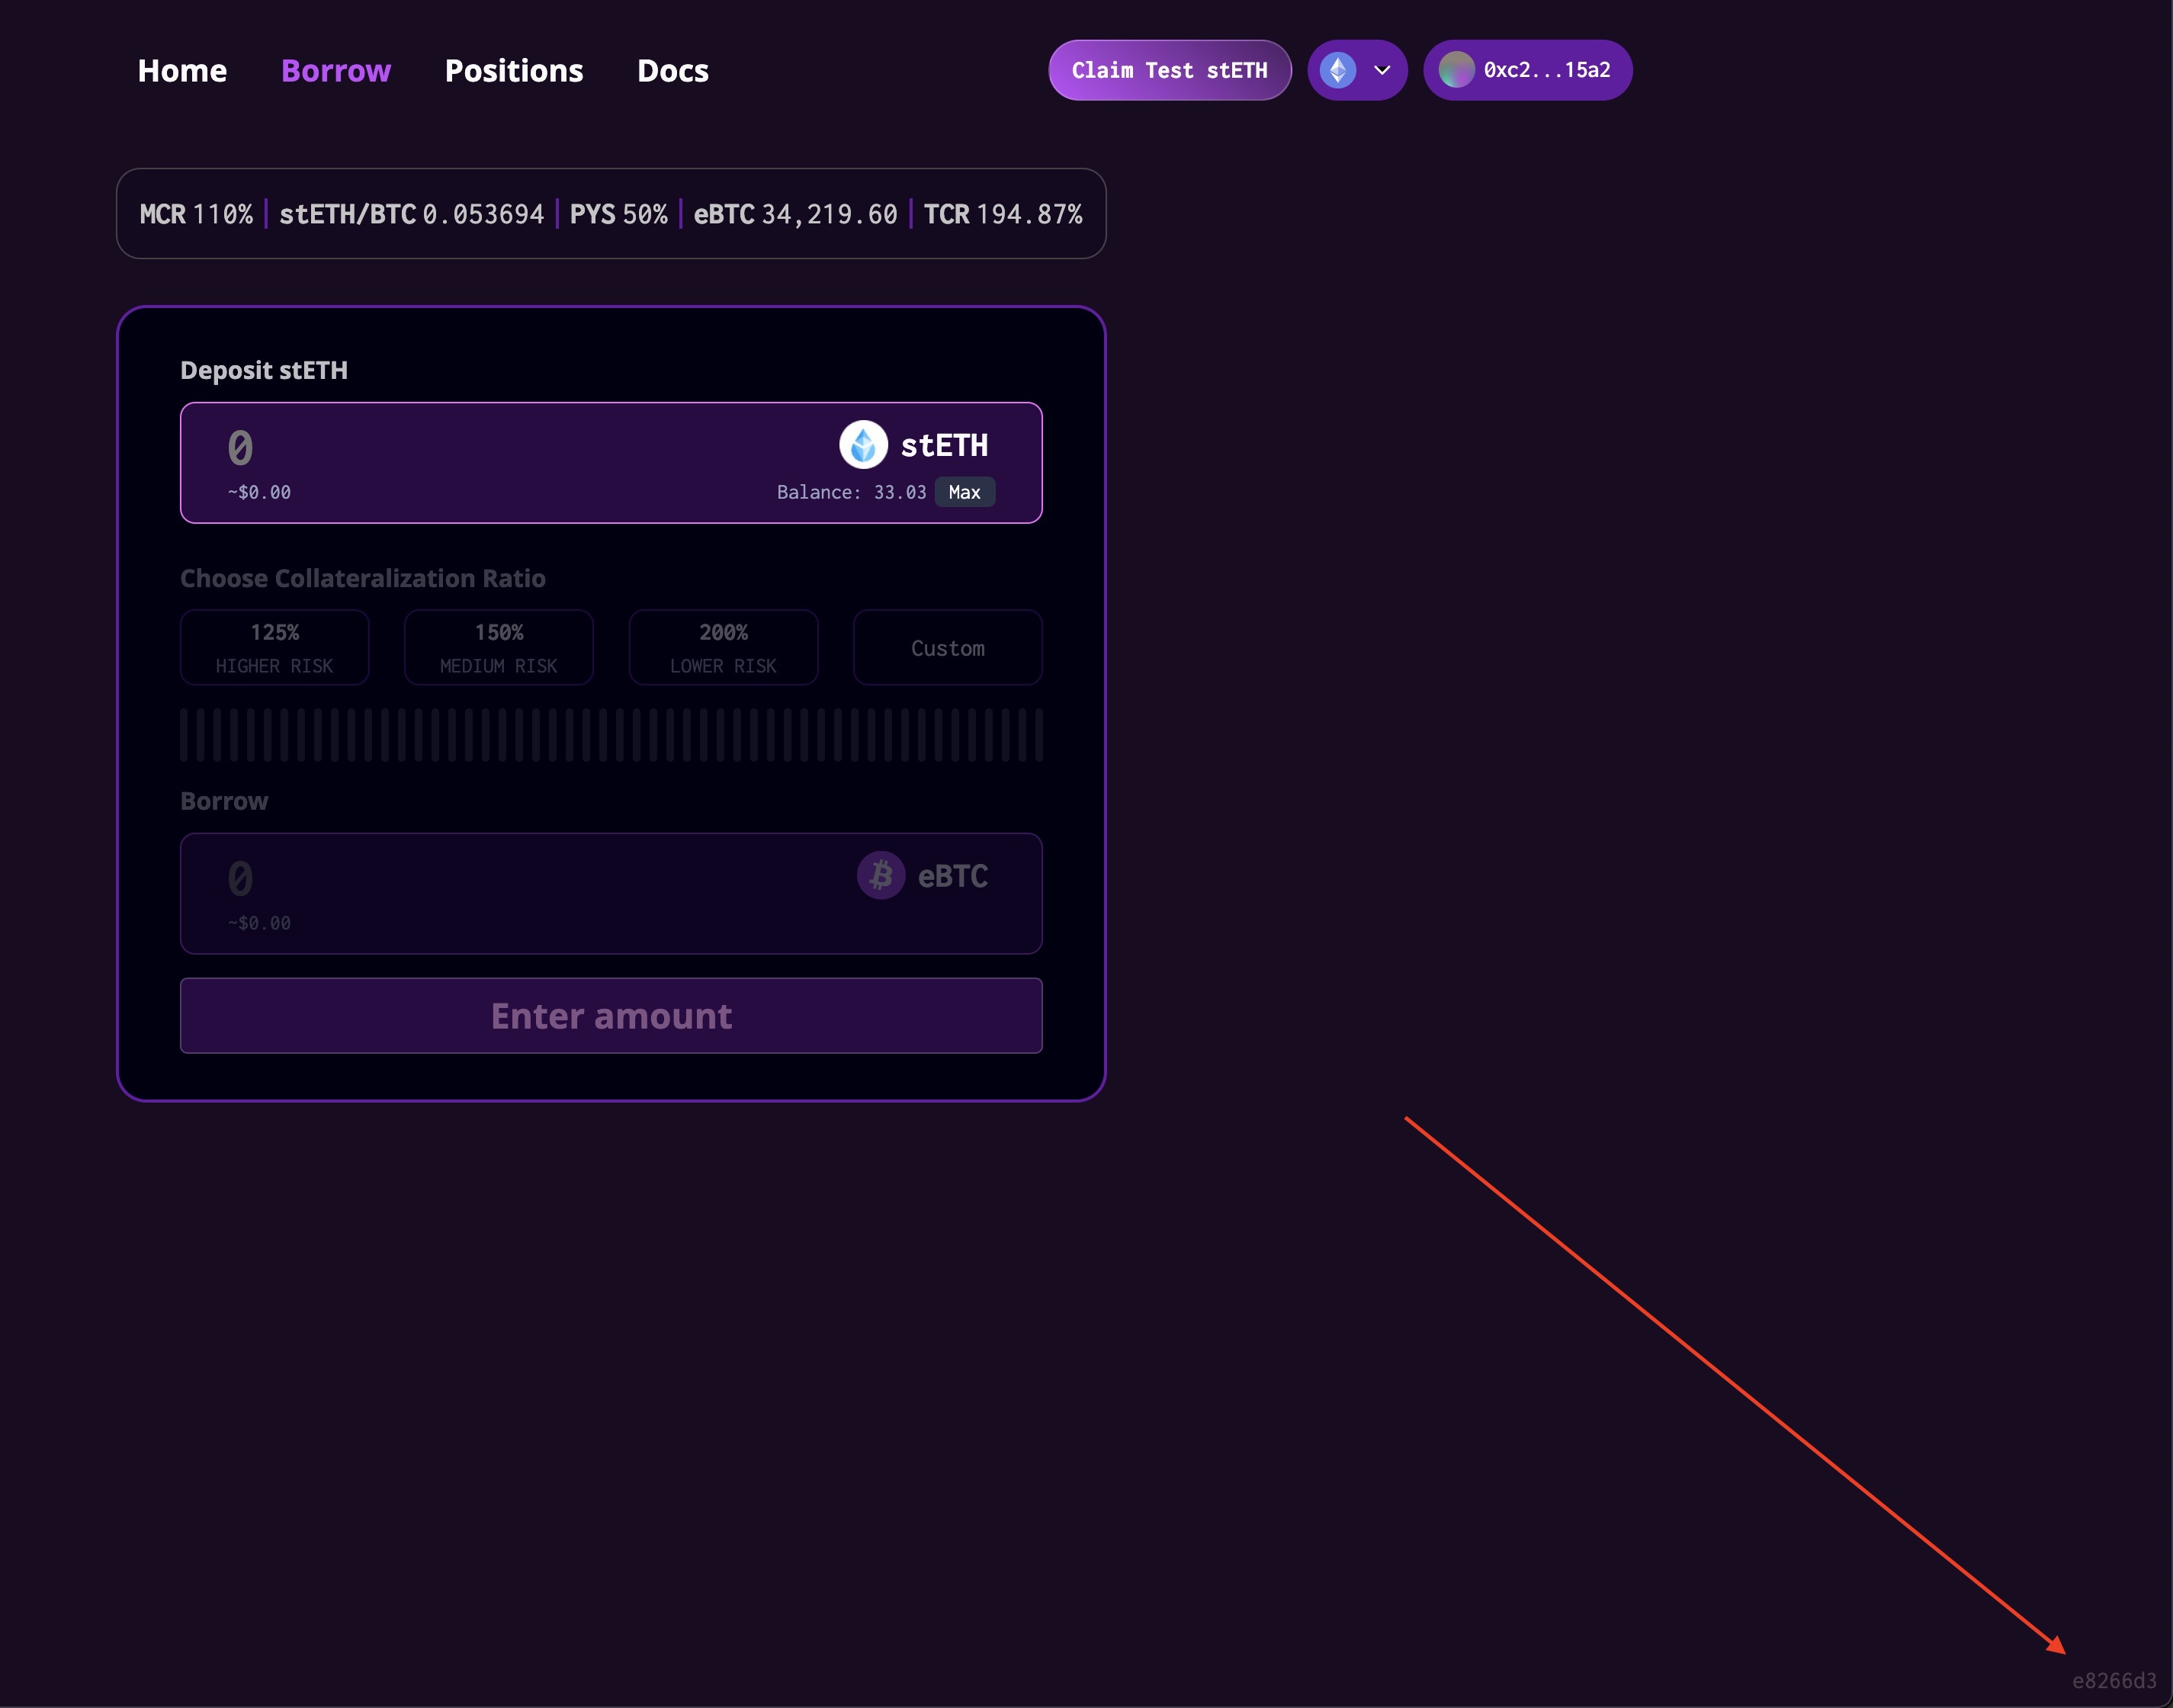 Home Borrow Positions Docs Claim Test stETH 0xc2...15a2
MCR 110% | stETH/BTC 0.053694 | PYS 50% | eBTC 34,219.60 | TCR 194.87%
Deposit stETH
0 stETH
~$0.00 Balance: 33.03 Max
Choose Collateralization Ratio
125% 150% 200% Custom
HIGHER RISK MEDIUM RISK LOWER RISK
Borrow
0 eBTC
~$0.00
Enter amount
e8266d3